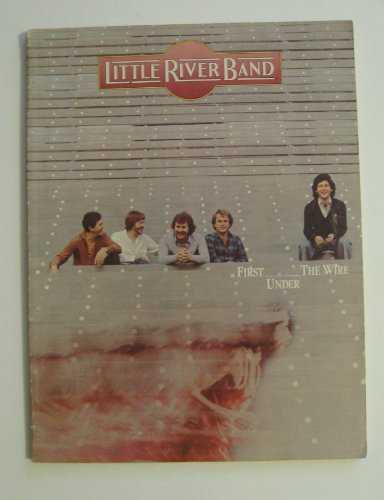 LITTLE RIVER BAND
FIRST THE WIRE
UNDER